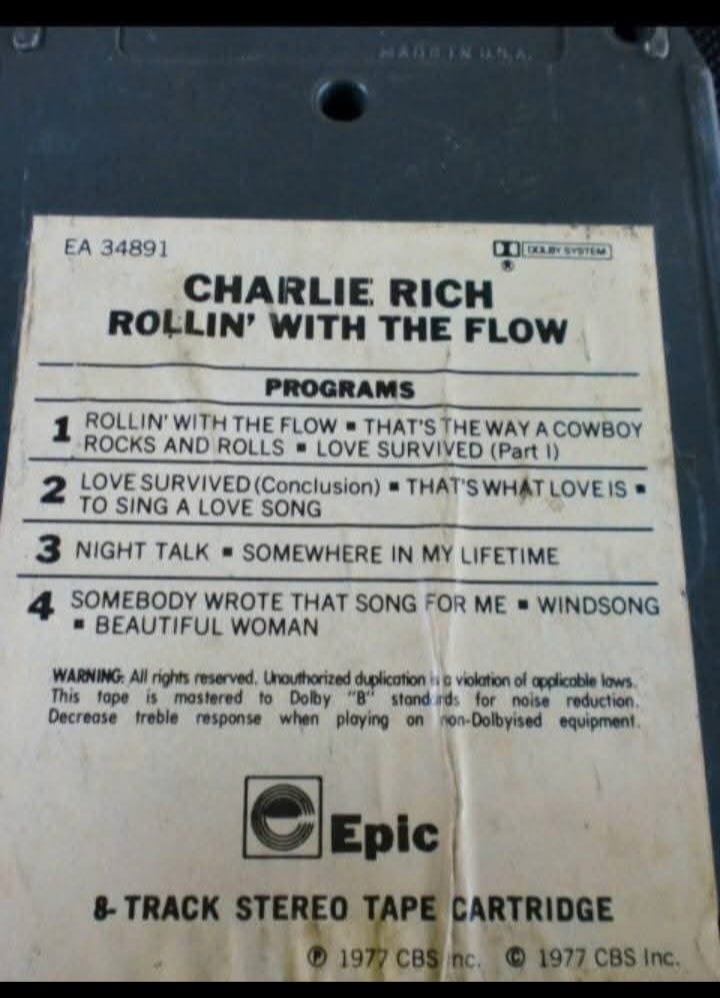 MADE IN U.S.A.
EA 34891
DOLBY SYSTEM
®
CHARLIE RICH
ROLLIN' WITH THE FLOW
PROGRAMS
1 ROLLIN' WITH THE FLOW ▪ THAT'S THE WAY A COWBOY
ROCKS AND ROLLS ▪ LOVE SURVIVED (Part I)
2 LOVE SURVIVED (Conclusion) ▪ THAT'S WHAT LOVE IS ▪
TO SING A LOVE SONG
3 NIGHT TALK ▪ SOMEWHERE IN MY LIFETIME
4 SOMEBODY WROTE THAT SONG FOR ME ▪ WINDSONG
▪ BEAUTIFUL WOMAN
WARNING: All rights reserved. Unauthorized duplication is a violation of applicable laws.
This tape is mastered to Dolby "B" standards for noise reduction.
Decrease treble response when playing on non-Dolbyised equipment.
e Epic
8-TRACK STEREO TAPE CARTRIDGE
℗ 1977 CBS Inc. © 1977 CBS Inc.